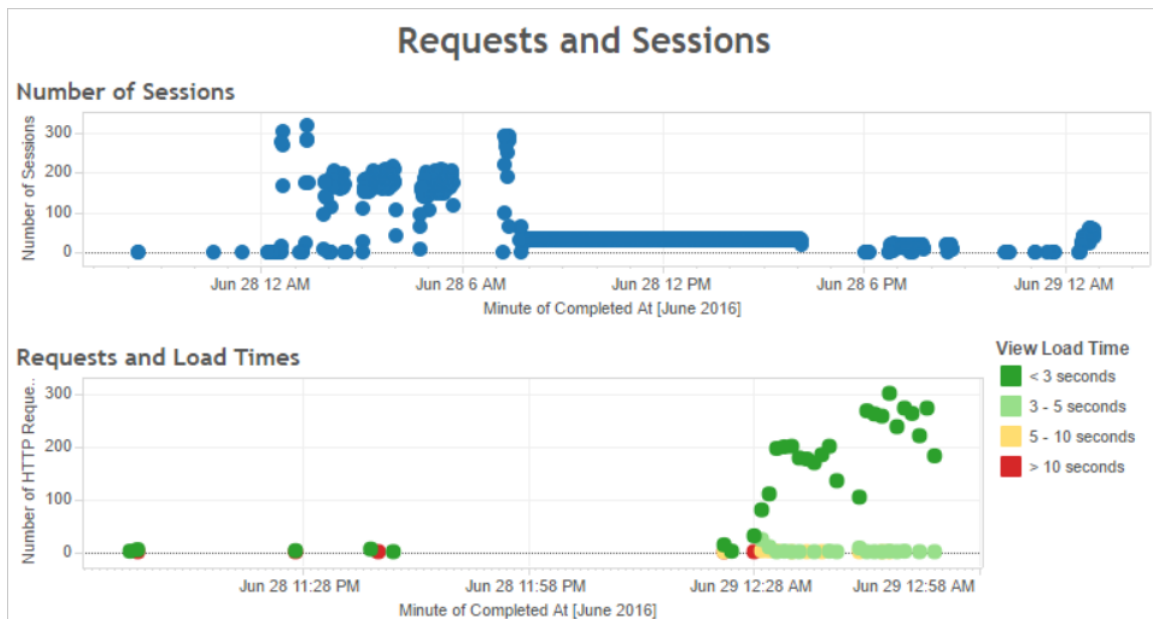 Requests and Sessions
Number of Sessions
Number of Sessions
300
200
100
0
Jun 28 12 AM Jun 28 6 AM Jun 28 12 PM Jun 28 6 PM Jun 29 12 AM
Minute of Completed At [June 2016]
Requests and Load Times
Number of HTTP Reque..
300
200
100
0
Jun 28 11:28 PM Jun 28 11:58 PM Jun 29 12:28 AM Jun 29 12:58 AM
Minute of Completed At [June 2016]
View Load Time
< 3 seconds
3 - 5 seconds
5 - 10 seconds
> 10 seconds